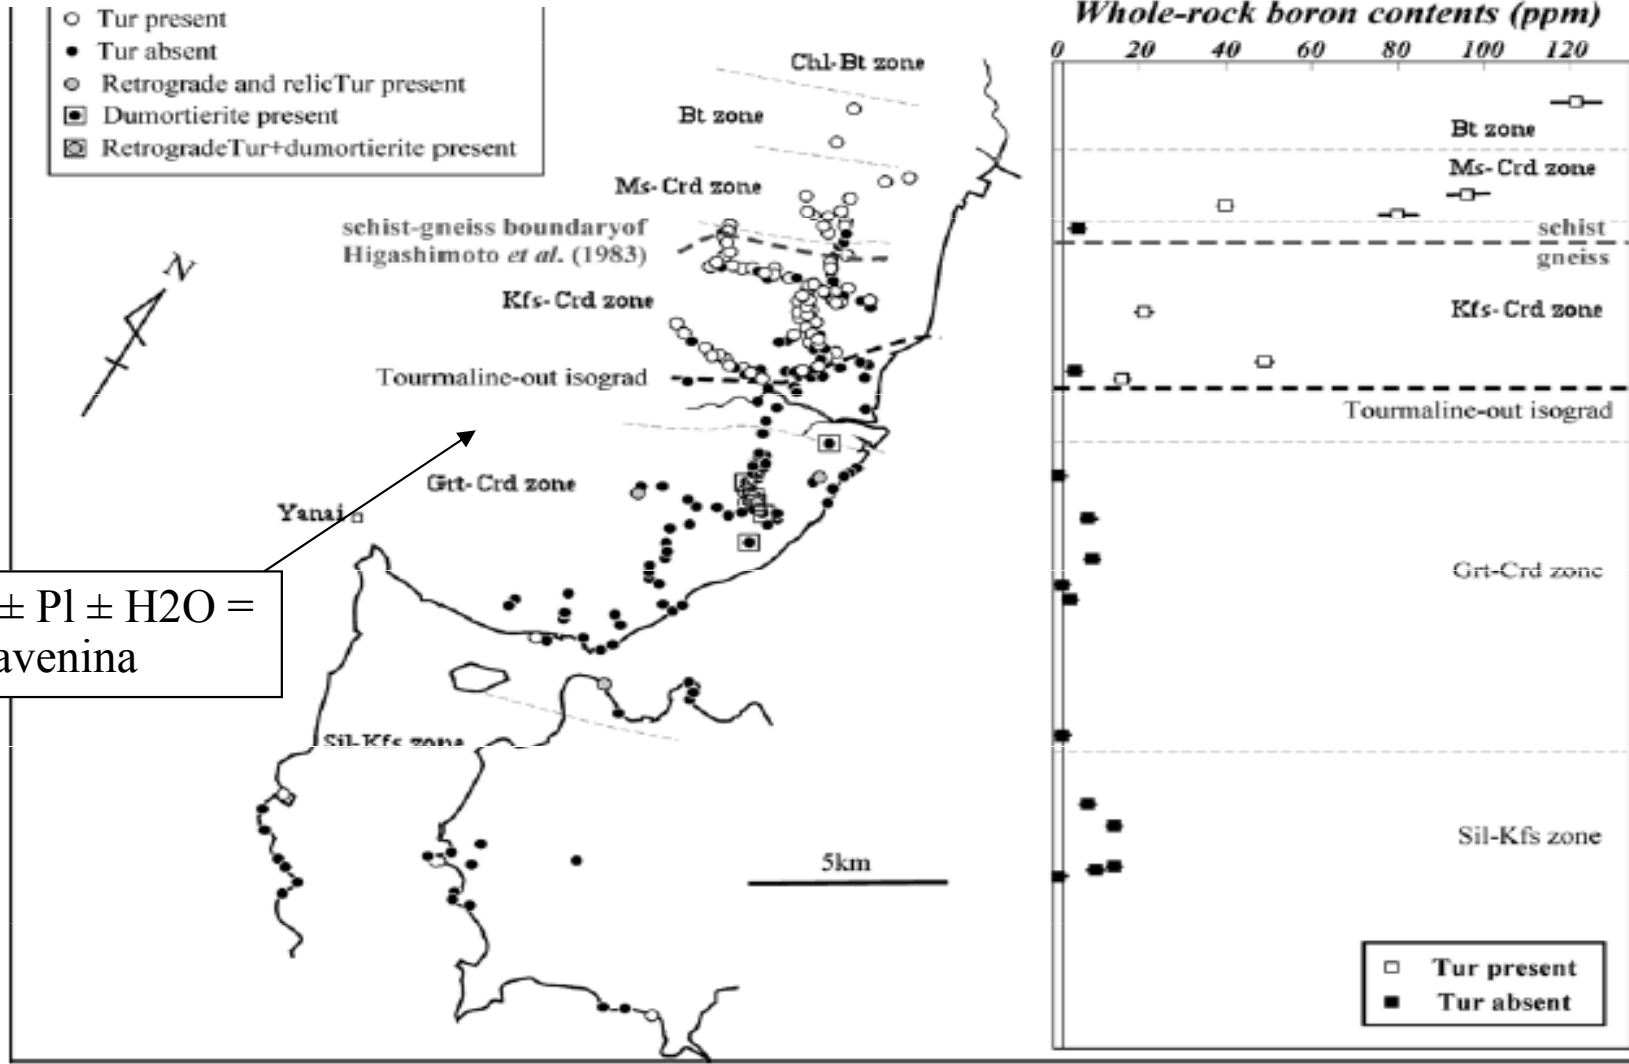 Tur present
Tur absent
Retrograde and relicTur present
Dumortierite present
RetrogradeTur+dumortierite present
Chl-Bt zone
Bt zone
Ms-Crd zone
schist-gneiss boundaryof
Higashimoto et al. (1983)
Kfs-Crd zone
N
Tourmaline-out isograd
Grt-Crd zone
Yanai
± Pl ± H2O =
avenina
Sil-Kfs zone
5km
Whole-rock boron contents (ppm)
0 20 40 60 80 100 120
Bt zone
Ms-Crd zone
schist
gneiss
Kfs-Crd zone
Tourmaline-out isograd
Grt-Crd zone
Sil-Kfs zone
Tur present
Tur absent